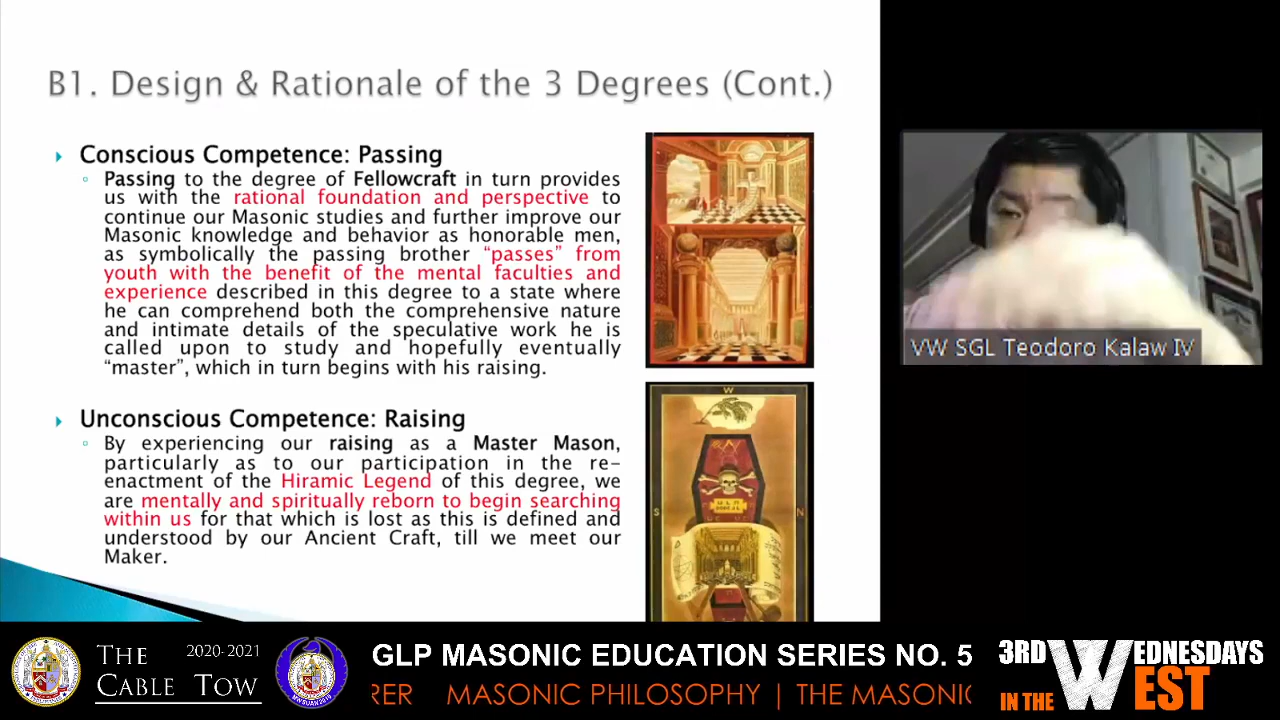 B1. Design & Rationale of the 3 Degrees (Cont.)
Conscious Competence: Passing
Passing to the degree of Fellowcraft in turn provides
us with the rational foundation and perspective to
continue our Masonic studies and further improve our
Masonic knowledge and behavior as honorable men,
as symbolically the passing brother “passes” from
youth with the benefit of the mental faculties and
experience described in this degree to a state where
he can comprehend both the comprehensive nature
and intimate details of the speculative work he is
called upon to study and hopefully eventually
“master”, which in turn begins with his raising.
Unconscious Competence: Raising
By experiencing our raising as a Master Mason,
particularly as to our participation in the re-
enactment of the Hiramic Legend of this degree, we
are mentally and spiritually reborn to begin searching
within us for that which is lost as this is defined and
understood by our Ancient Craft, till we meet our
Maker.
W
S
N
VW SGL Teodoro Kalaw IV
THE 2020-2021
CABLE TOW
GLP MASONIC EDUCATION SERIES NO. 5
RER MASONIC PHILOSOPHY | THE MASONIC
3RD WEDNESDAYS
IN THE WEST